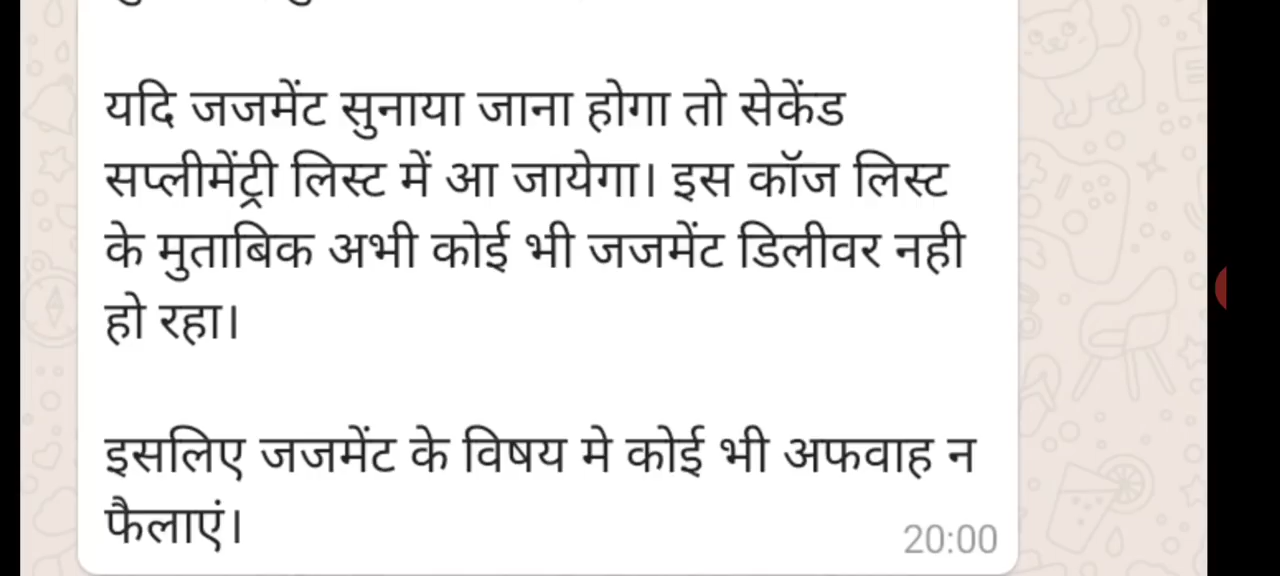 यदि जजमेंट सुनाया जाना होगा तो सेकेंड
सप्लीमेंट्री लिस्ट में आ जायेगा। इस कॉज लिस्ट
के मुताबिक अभी कोई भी जजमेंट डिलीवर नही
हो रहा।
इसलिए जजमेंट के विषय मे कोई भी अफवाह न
फैलाएं।
20:00